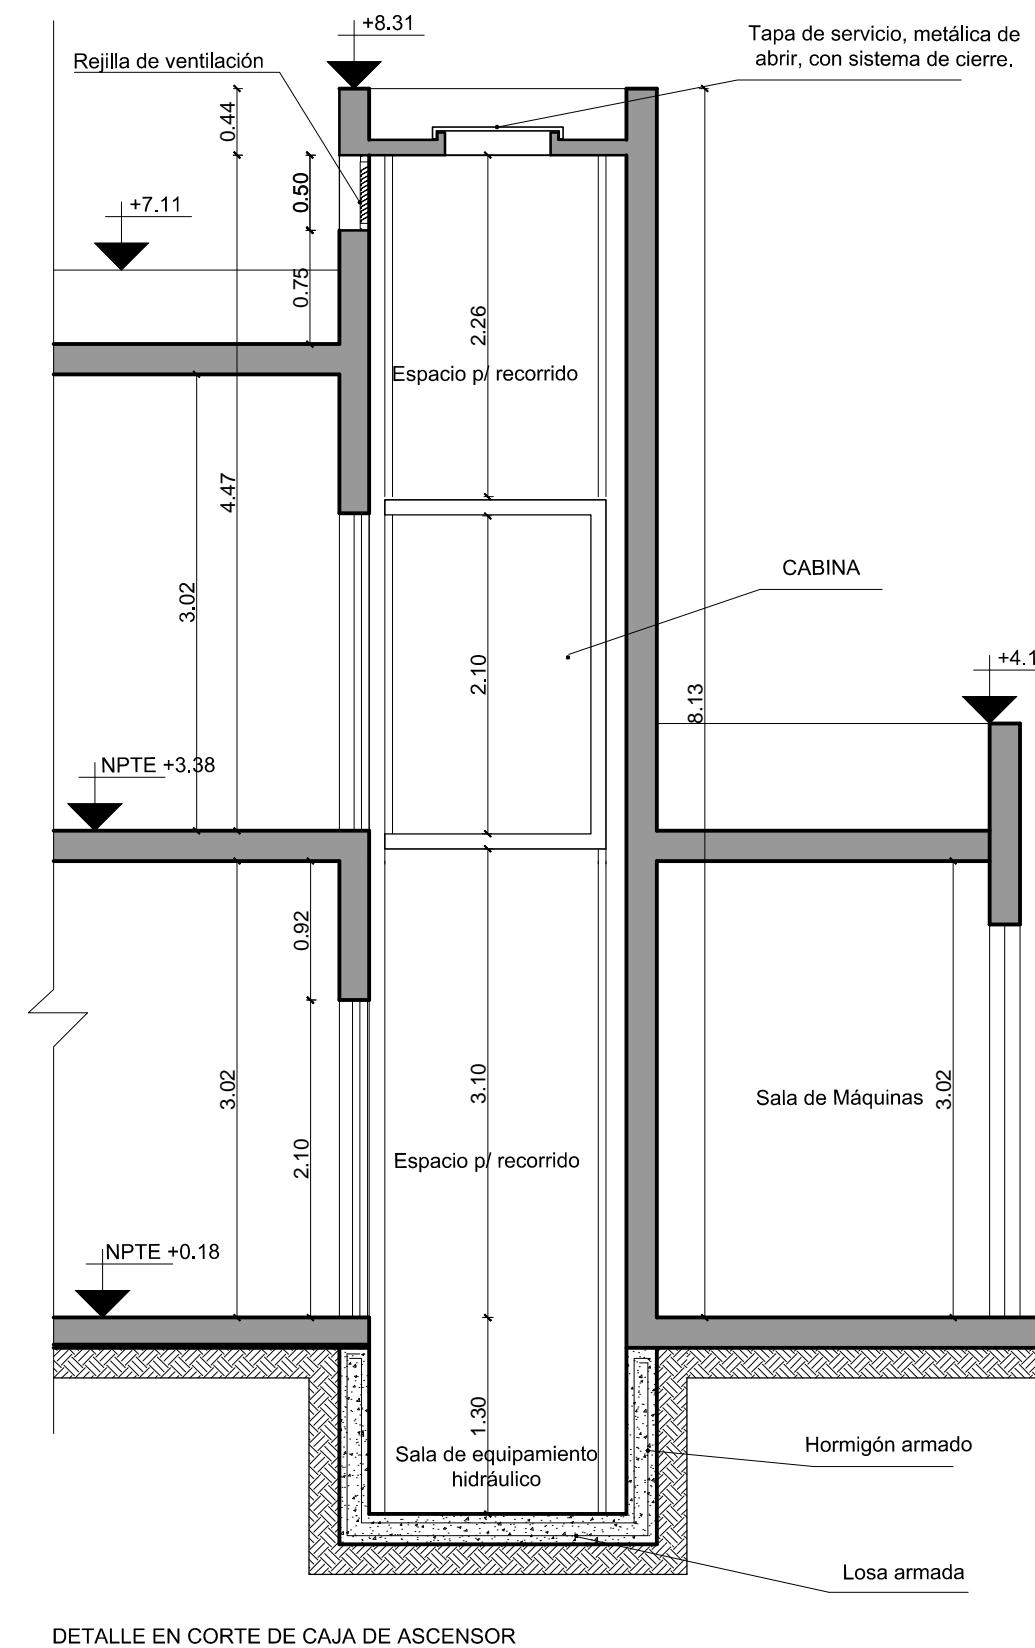 +8.31
Tapa de servicio, metálica de
abrir, con sistema de cierre.
Rejilla de ventilación
0.44
0.50
+7.11
0.75
2.26
Espacio p/ recorrido
4.47
3.02
CABINA
2.10
+4.1
8.13
NPTE +3.38
0.92
3.02
3.10
Sala de Máquinas
3.02
2.10
Espacio p/ recorrido
NPTE +0.18
1.30
Sala de equipamiento
hidráulico
Hormigón armado
Losa armada
DETALLE EN CORTE DE CAJA DE ASCENSOR